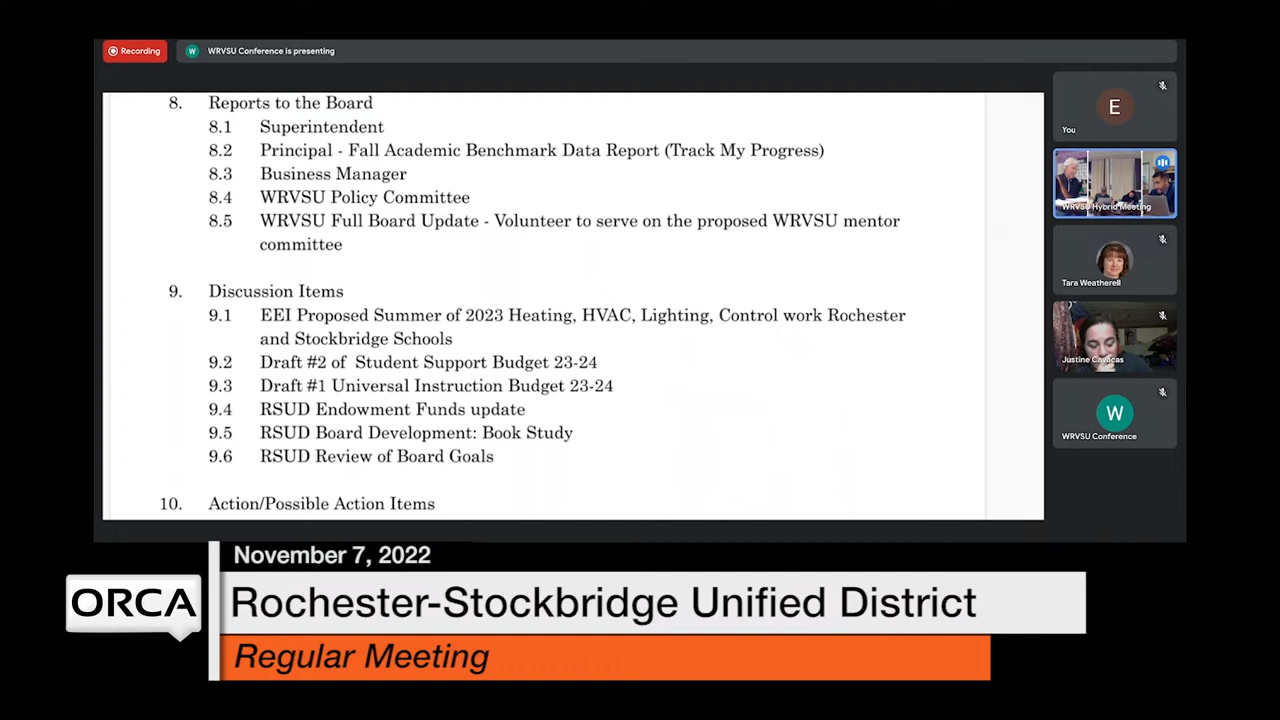 Recording
W
WRVSU Conference is presenting
8. Reports to the Board
8.1 Superintendent
8.2 Principal - Fall Academic Benchmark Data Report (Track My Progress)
8.3 Business Manager
8.4 WRVSU Policy Committee
8.5 WRVSU Full Board Update - Volunteer to serve on the proposed WRVSU mentor
committee
9. Discussion Items
9.1 EEI Proposed Summer of 2023 Heating, HVAC, Lighting, Control work Rochester
and Stockbridge Schools
9.2 Draft #2 of Student Support Budget 23-24
9.3 Draft #1 Universal Instruction Budget 23-24
9.4 RSUD Endowment Funds update
9.5 RSUD Board Development: Book Study
9.6 RSUD Review of Board Goals
10. Action/Possible Action Items
E
You
WRVSU Hybrid Meeting
Tara Weatherell
Justine Cavacas
W
WRVSU Conference
November 7, 2022
ORCA
Rochester-Stockbridge Unified District
Regular Meeting